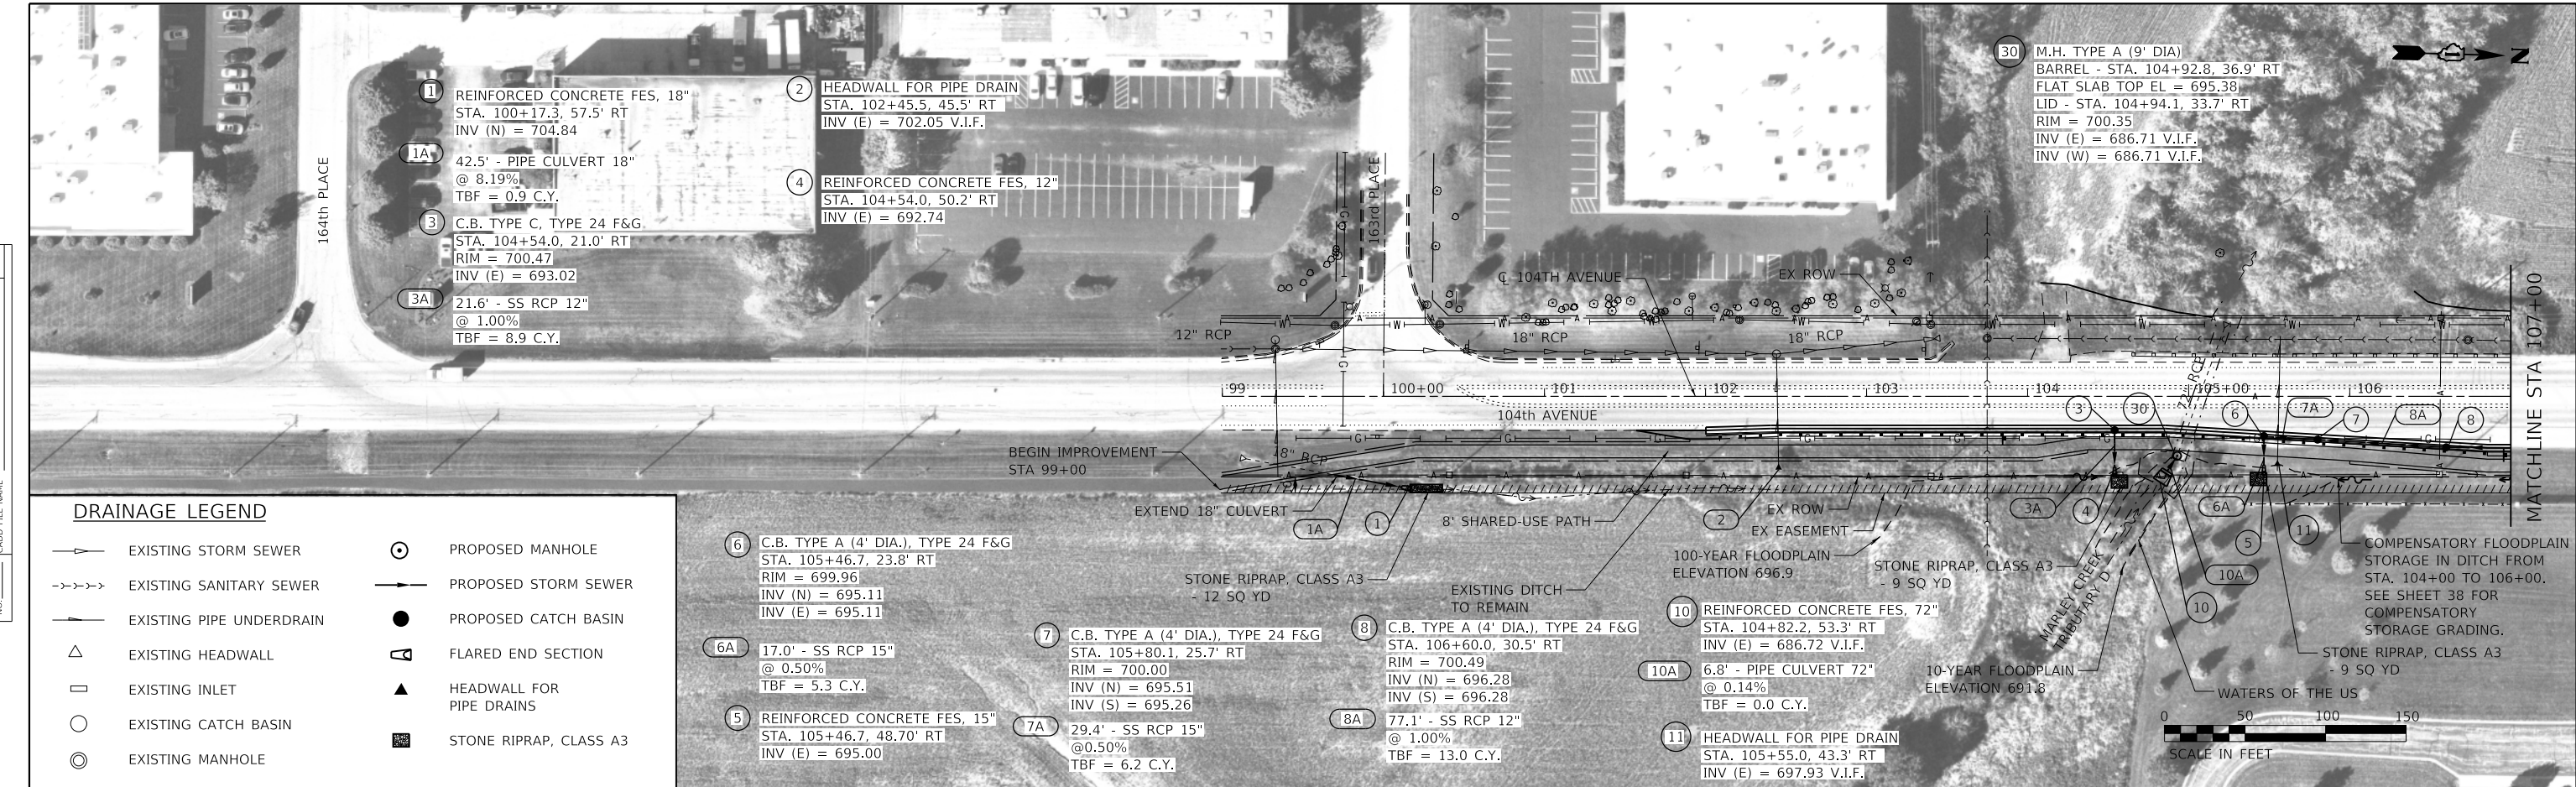 1
REINFORCED CONCRETE FES, 18"
STA. 100+17.3, 57.5' RT
INV (N) = 704.84
1A
42.5' - PIPE CULVERT 18"
@ 8.19%
TBF = 0.9 C.Y.
3
C.B. TYPE C, TYPE 24 F&G
STA. 104+54.0, 21.0' RT
RIM = 700.47
INV (E) = 693.02
3A
21.6' - SS RCP 12"
@ 1.00%
TBF = 8.9 C.Y.
2
HEADWALL FOR PIPE DRAIN
STA. 102+45.5, 45.5' RT
INV (E) = 702.05 V.I.F.
4
REINFORCED CONCRETE FES, 12"
STA. 104+54.0, 50.2' RT
INV (E) = 692.74
30
M.H. TYPE A (9' DIA)
BARREL - STA. 104+92.8, 36.9' RT
FLAT SLAB TOP EL = 695.38
LID - STA. 104+94.1, 33.7' RT
RIM = 700.35
INV (E) = 686.71 V.I.F.
INV (W) = 686.71 V.I.F.
N
164th PLACE
163rd PLACE
℄ 104TH AVENUE
EX ROW
12" RCP
18" RCP
18" RCP
72" RCP
99
100+00
101
102
103
104
105+00
106
104th AVENUE
MATCHLINE STA 107+00
3
30
6
7A
7
8A
8
BEGIN IMPROVEMENT
STA 99+00
18" RCP
EXTEND 18" CULVERT
1A
1
8' SHARED-USE PATH
2
EX ROW
EX EASEMENT
3A
4
6A
5
11
100-YEAR FLOODPLAIN
ELEVATION 696.9
STONE RIPRAP, CLASS A3
- 12 SQ YD
EXISTING DITCH
TO REMAIN
STONE RIPRAP, CLASS A3
- 9 SQ YD
MARLEY CREEK
TRIBUTARY D
10A
10
COMPENSATORY FLOODPLAIN
STORAGE IN DITCH FROM
STA. 104+00 TO 106+00.
SEE SHEET 38 FOR
COMPENSATORY
STORAGE GRADING.
STONE RIPRAP, CLASS A3
- 9 SQ YD
10-YEAR FLOODPLAIN
ELEVATION 691.8
WATERS OF THE US
0 50 100 150
SCALE IN FEET
DRAINAGE LEGEND
EXISTING STORM SEWER
EXISTING SANITARY SEWER
EXISTING PIPE UNDERDRAIN
EXISTING HEADWALL
EXISTING INLET
EXISTING CATCH BASIN
EXISTING MANHOLE
PROPOSED MANHOLE
PROPOSED STORM SEWER
PROPOSED CATCH BASIN
FLARED END SECTION
HEADWALL FOR
PIPE DRAINS
STONE RIPRAP, CLASS A3
6
C.B. TYPE A (4' DIA.), TYPE 24 F&G
STA. 105+46.7, 23.8' RT
RIM = 699.96
INV (N) = 695.11
INV (E) = 695.11
6A
17.0' - SS RCP 15"
@ 0.50%
TBF = 5.3 C.Y.
5
REINFORCED CONCRETE FES, 15"
STA. 105+46.7, 48.70' RT
INV (E) = 695.00
7
C.B. TYPE A (4' DIA.), TYPE 24 F&G
STA. 105+80.1, 25.7' RT
RIM = 700.00
INV (N) = 695.51
INV (S) = 695.26
7A
29.4' - SS RCP 15"
@0.50%
TBF = 6.2 C.Y.
8
C.B. TYPE A (4' DIA.), TYPE 24 F&G
STA. 106+60.0, 30.5' RT
RIM = 700.49
INV (N) = 696.28
INV (S) = 696.28
8A
77.1' - SS RCP 12"
@ 1.00%
TBF = 13.0 C.Y.
10
REINFORCED CONCRETE FES, 72"
STA. 104+82.2, 53.3' RT
INV (E) = 686.72 V.I.F.
10A
6.8' - PIPE CULVERT 72"
@ 0.14%
TBF = 0.0 C.Y.
11
HEADWALL FOR PIPE DRAIN
STA. 105+55.0, 43.3' RT
INV (E) = 697.93 V.I.F.